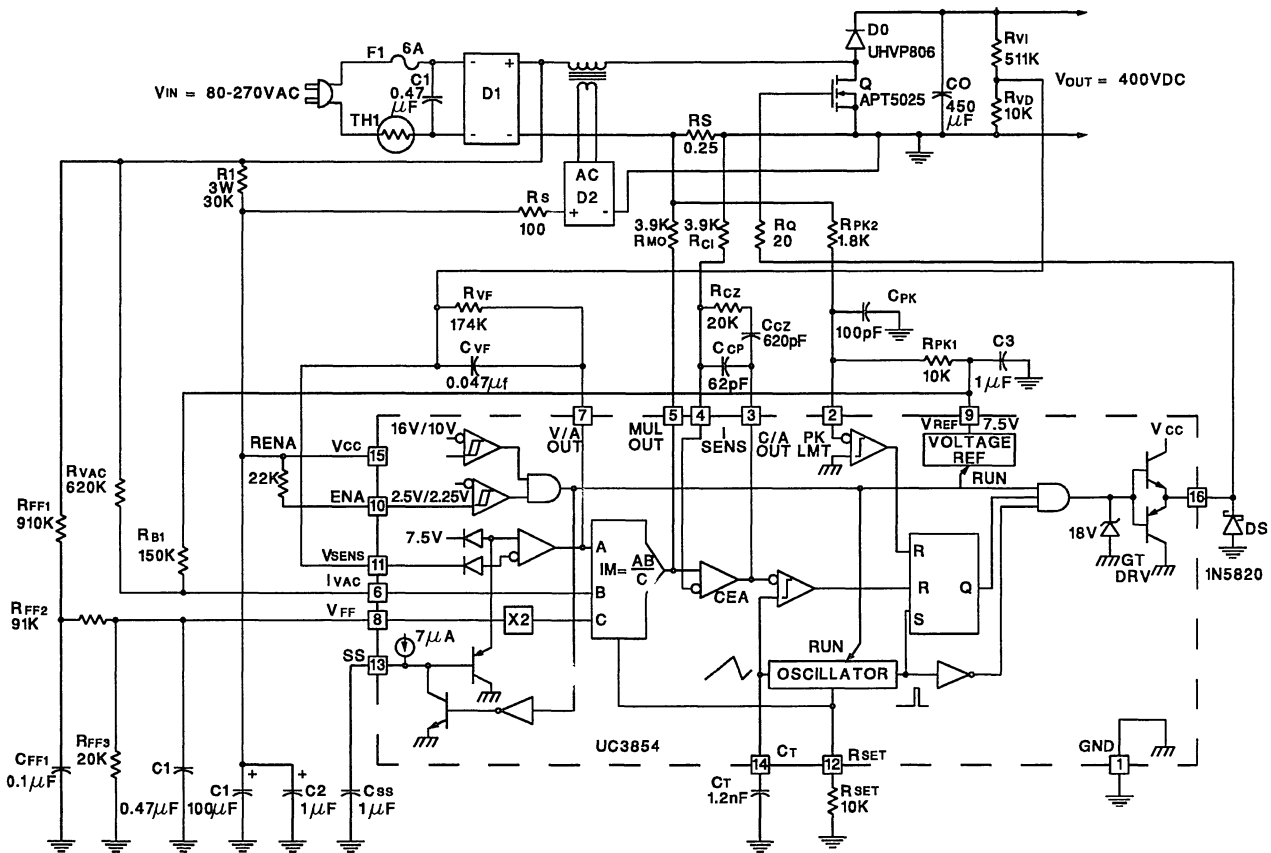 F1
6A
C1
0.47
μF
VIN = 80-270VAC
TH1
-
+
D1
-
-
D0
UHVP806
Q
APT5025
CO
450
μF
RVI
511K
VOUT = 400VDC
RVD
10K
RS
0.25
R1
3W
30K
AC
D2
+
-
RS
100
3.9K
RMO
3.9K
RCI
RQ
20
RPK2
1.8K
RVF
174K
CVF
0.047μf
RCZ
20K
CCZ
620pF
CCP
62pF
CPK
100pF
RPK1
10K
C3
1μF
7
5
4
3
2
9
V/A
OUT
MUL
OUT
I
SENS
C/A
OUT
PK
LMT
VREF
7.5V
VOLTAGE
REF
RUN
VCC
RENA
22K
VCC
15
16V/10V
ENA
10
2.5V/2.25V
RVAC
620K
RFF1
910K
RB1
150K
VSENS
11
7.5V
IVAC
6
VFF
8
X2
A
B
C
IM= AB/C
CEA
R
R
S
Q
18V
GT
DRV
16
DS
1N5820
RFF2
91K
SS
13
7μA
RUN
OSCILLATOR
UC3854
GND
1
CT
14
12
RSET
CFF1
0.1μF
RFF3
20K
C1
0.47μF
C1
100μF
+
+
C2
1μF
CSS
1μF
CT
1.2nF
RSET
10K